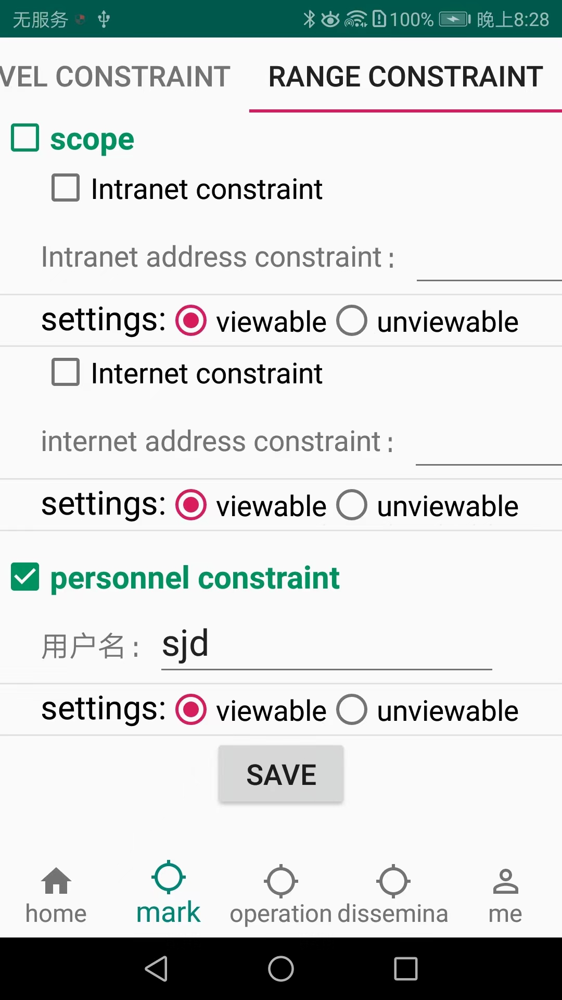 无服务 100% 晚上8:28
VEL CONSTRAINT RANGE CONSTRAINT
scope
Intranet constraint
Intranet address constraint:
settings: viewable unviewable
Internet constraint
internet address constraint:
settings: viewable unviewable
personnel constraint
用户名: sjd
settings: viewable unviewable
SAVE
home mark operation dissemina me